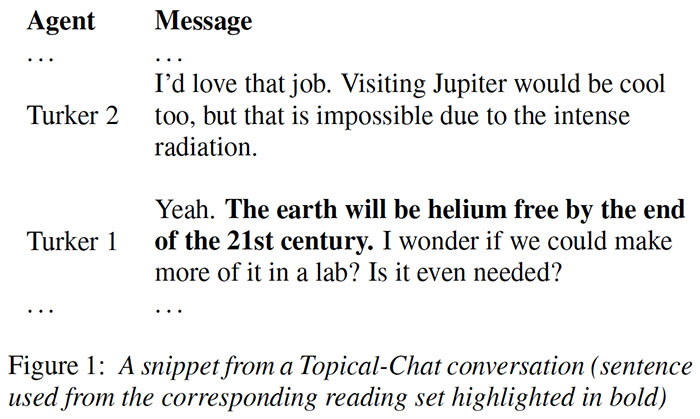 Agent Message
... ...
I'd love that job. Visiting Jupiter would be cool
Turker 2 too, but that is impossible due to the intense
radiation.
Yeah. The earth will be helium free by the end
Turker 1 of the 21st century. I wonder if we could make
more of it in a lab? Is it even needed?
... ...
Figure 1: A snippet from a Topical-Chat conversation (sentence
used from the corresponding reading set highlighted in bold)